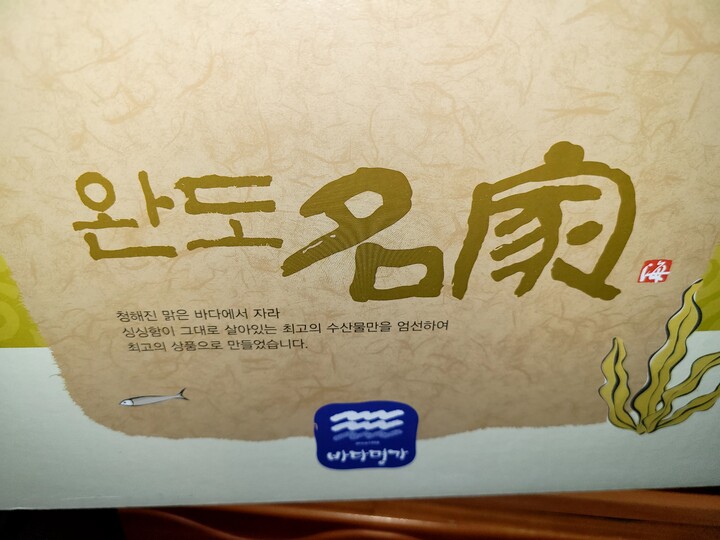 완도名家
청해진 맑은 바다에서 자라
싱싱함이 그대로 살아있는 최고의 수산물만을 엄선하여
최고의 상품으로 만들었습니다.
바다명가